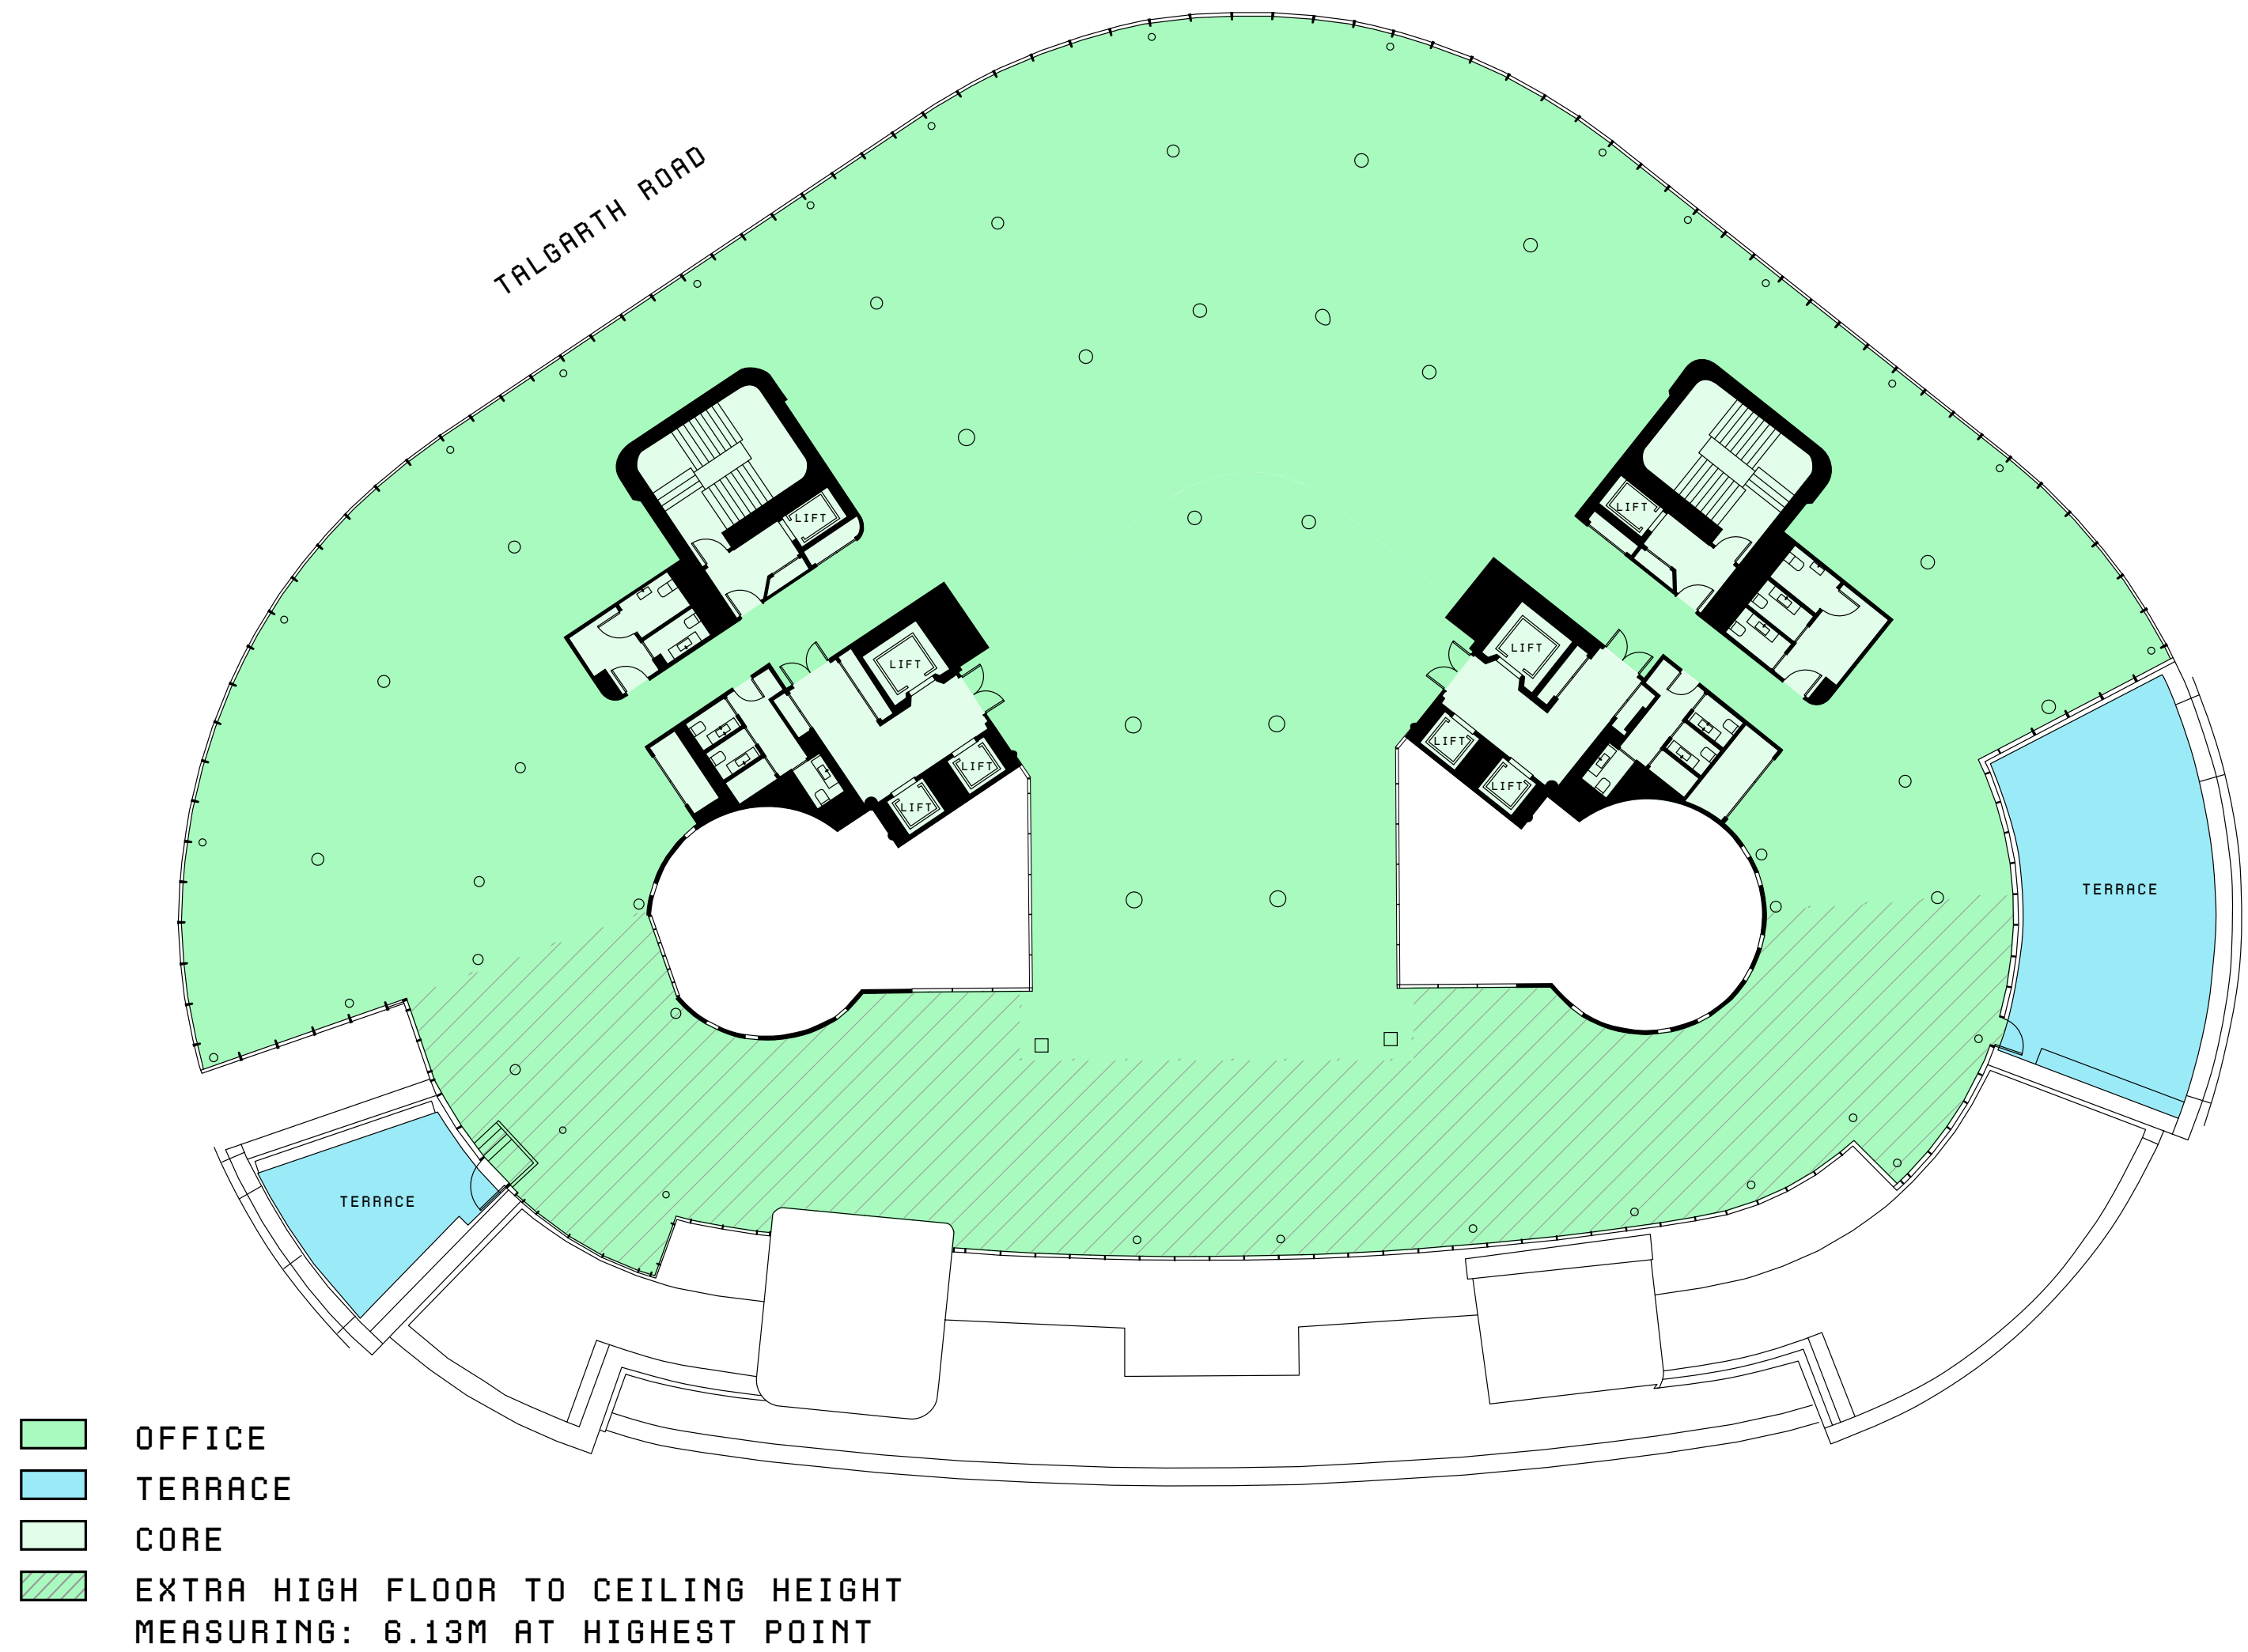 TALGARTH ROAD
LIFT
LIFT
LIFT
LIFT
LIFT
LIFT
LIFT
LIFT
TERRACE
TERRACE
OFFICE
TERRACE
CORE
EXTRA HIGH FLOOR TO CEILING HEIGHT
MEASURING: 6.13M AT HIGHEST POINT